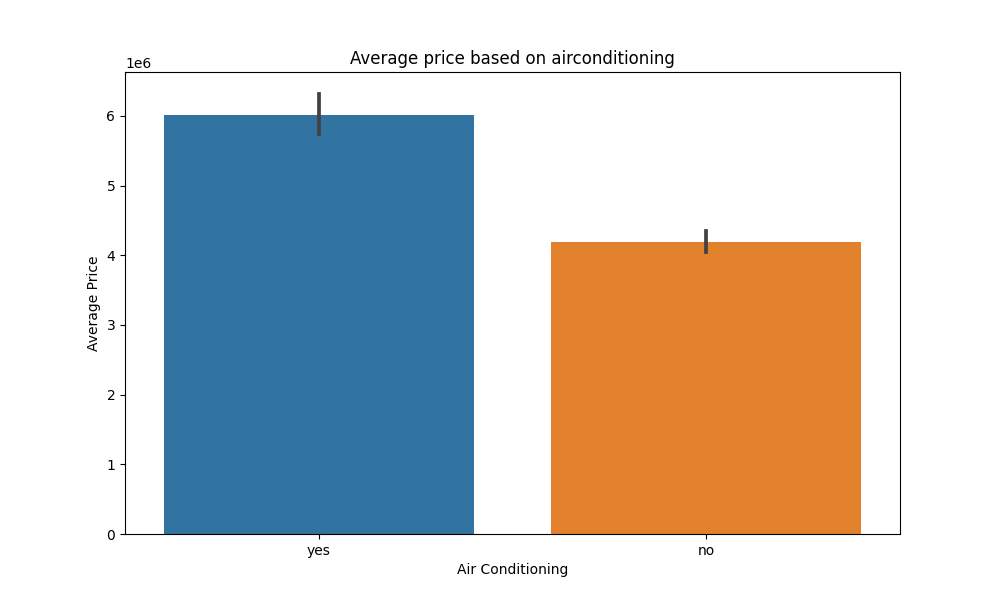 Average price based on airconditioning
1e6
6
5
4
3
2
1
0
Average Price
yes no
Air Conditioning